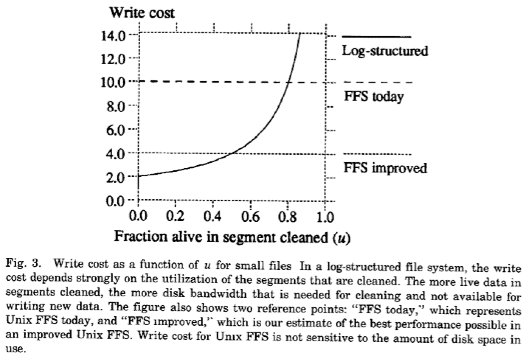 Write cost
14.0
Log-structured
12.0
10.0
FFS today
8.0
6.0
4.0
FFS improved
2.0
0.0
0.0 0.2 0.4 0.6 0.8 1.0
Fraction alive in segment cleaned (u)
Fig. 3. Write cost as a function of u for small files In a log-structured file system, the write
cost depends strongly on the utilization of the segments that are cleaned. The more live data in
segments cleaned, the more disk bandwidth that is needed for cleaning and not available for
writing new data. The figure also shows two reference points: "FFS today," which represents
Unix FFS today, and "FFS improved," which is our estimate of the best performance possible in
an improved Unix FFS. Write cost for Unix FFS is not sensitive to the amount of disk space in
use.